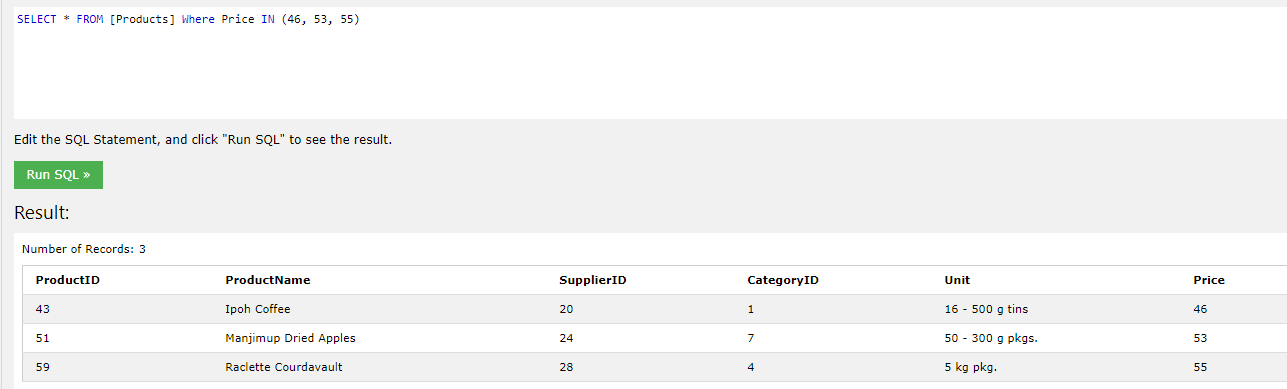 SELECT * FROM [Products] Where Price IN (46, 53, 55)
Edit the SQL Statement, and click "Run SQL" to see the result.
Run SQL »
Result:
Number of Records: 3
ProductID ProductName SupplierID CategoryID Unit Price
43 Ipoh Coffee 20 1 16 - 500 g tins 46
51 Manjimup Dried Apples 24 7 50 - 300 g pkgs. 53
59 Raclette Courdavault 28 4 5 kg pkg. 55